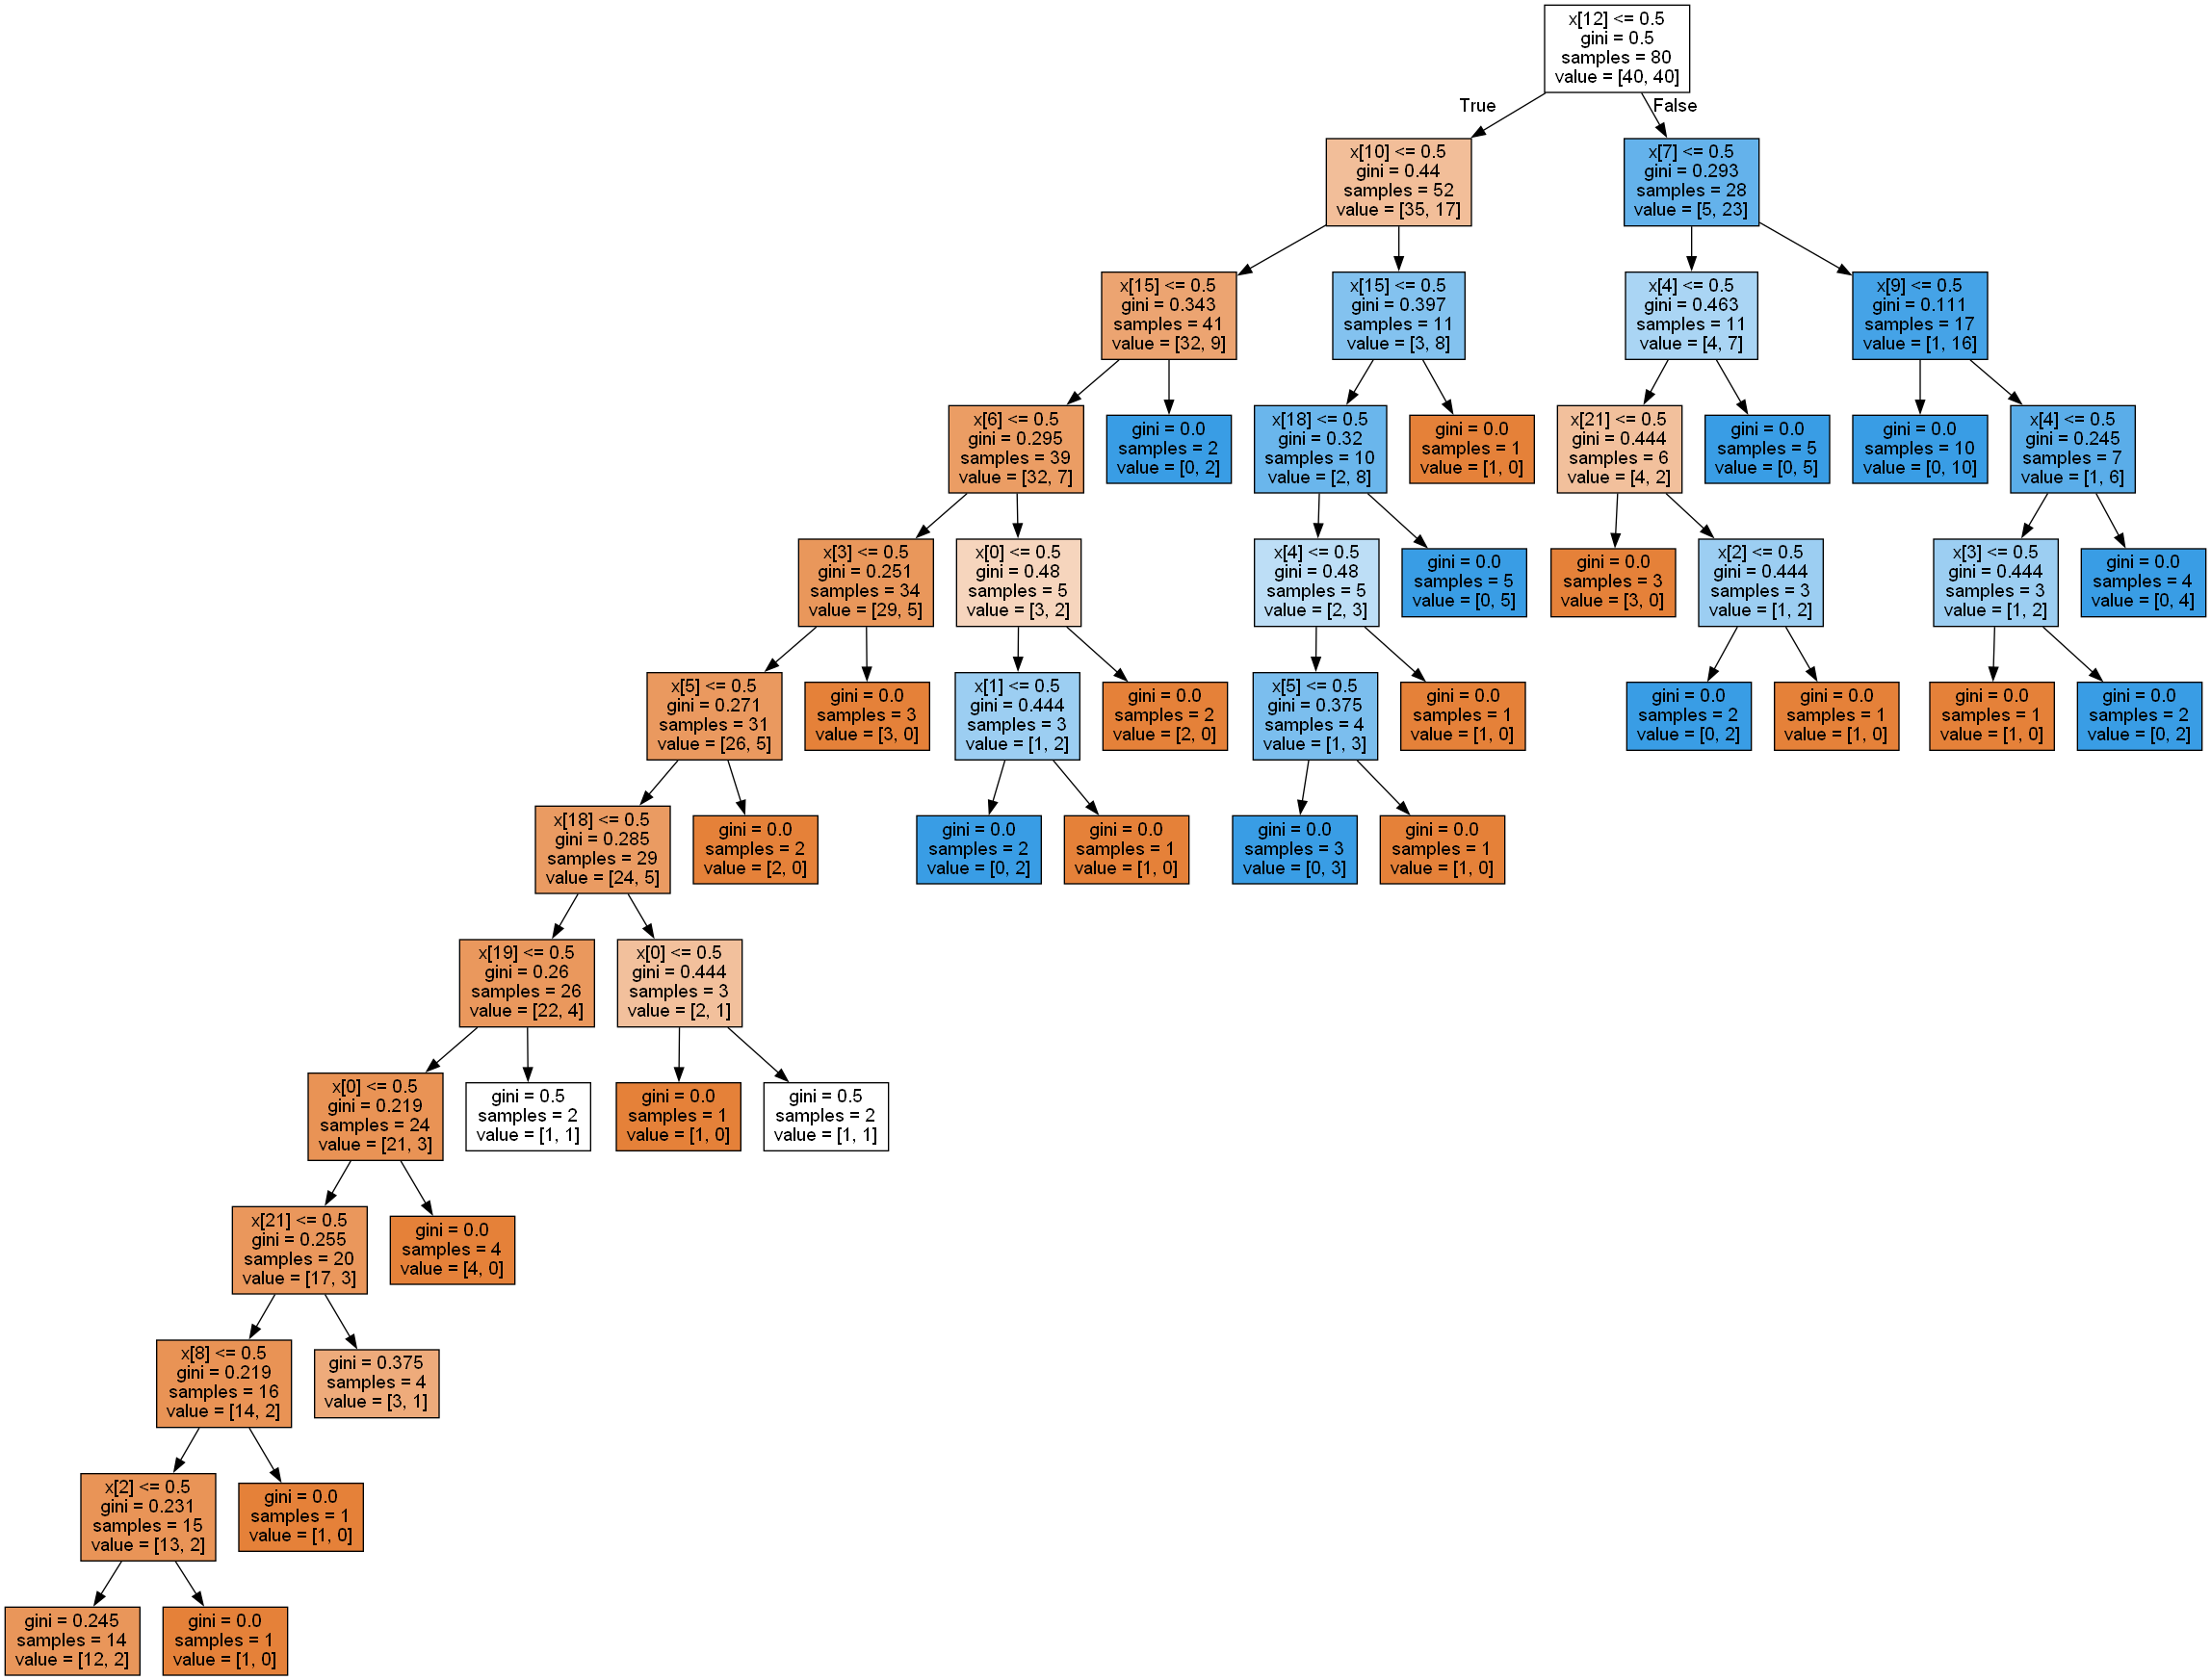 x[12] <= 0.5
gini = 0.5
samples = 80
value = [40, 40]
True
False
x[10] <= 0.5
gini = 0.44
samples = 52
value = [35, 17]
x[7] <= 0.5
gini = 0.293
samples = 28
value = [5, 23]
x[15] <= 0.5
gini = 0.343
samples = 41
value = [32, 9]
x[15] <= 0.5
gini = 0.397
samples = 11
value = [3, 8]
x[4] <= 0.5
gini = 0.463
samples = 11
value = [4, 7]
x[9] <= 0.5
gini = 0.111
samples = 17
value = [1, 16]
x[6] <= 0.5
gini = 0.295
samples = 39
value = [32, 7]
gini = 0.0
samples = 2
value = [0, 2]
x[18] <= 0.5
gini = 0.32
samples = 10
value = [2, 8]
gini = 0.0
samples = 1
value = [1, 0]
x[21] <= 0.5
gini = 0.444
samples = 6
value = [4, 2]
gini = 0.0
samples = 5
value = [0, 5]
gini = 0.0
samples = 10
value = [0, 10]
x[4] <= 0.5
gini = 0.245
samples = 7
value = [1, 6]
x[3] <= 0.5
gini = 0.251
samples = 34
value = [29, 5]
x[0] <= 0.5
gini = 0.48
samples = 5
value = [3, 2]
x[4] <= 0.5
gini = 0.48
samples = 5
value = [2, 3]
gini = 0.0
samples = 5
value = [0, 5]
gini = 0.0
samples = 3
value = [3, 0]
x[2] <= 0.5
gini = 0.444
samples = 3
value = [1, 2]
x[3] <= 0.5
gini = 0.444
samples = 3
value = [1, 2]
gini = 0.0
samples = 4
value = [0, 4]
x[5] <= 0.5
gini = 0.271
samples = 31
value = [26, 5]
gini = 0.0
samples = 3
value = [3, 0]
x[1] <= 0.5
gini = 0.444
samples = 3
value = [1, 2]
gini = 0.0
samples = 2
value = [2, 0]
x[5] <= 0.5
gini = 0.375
samples = 4
value = [1, 3]
gini = 0.0
samples = 1
value = [1, 0]
gini = 0.0
samples = 2
value = [0, 2]
gini = 0.0
samples = 1
value = [1, 0]
gini = 0.0
samples = 1
value = [1, 0]
gini = 0.0
samples = 2
value = [0, 2]
x[18] <= 0.5
gini = 0.285
samples = 29
value = [24, 5]
gini = 0.0
samples = 2
value = [2, 0]
gini = 0.0
samples = 2
value = [0, 2]
gini = 0.0
samples = 1
value = [1, 0]
gini = 0.0
samples = 3
value = [0, 3]
gini = 0.0
samples = 1
value = [1, 0]
x[19] <= 0.5
gini = 0.26
samples = 26
value = [22, 4]
x[0] <= 0.5
gini = 0.444
samples = 3
value = [2, 1]
x[0] <= 0.5
gini = 0.219
samples = 24
value = [21, 3]
gini = 0.5
samples = 2
value = [1, 1]
gini = 0.0
samples = 1
value = [1, 0]
gini = 0.5
samples = 2
value = [1, 1]
x[21] <= 0.5
gini = 0.255
samples = 20
value = [17, 3]
gini = 0.0
samples = 4
value = [4, 0]
x[8] <= 0.5
gini = 0.219
samples = 16
value = [14, 2]
gini = 0.375
samples = 4
value = [3, 1]
x[2] <= 0.5
gini = 0.231
samples = 15
value = [13, 2]
gini = 0.0
samples = 1
value = [1, 0]
gini = 0.245
samples = 14
value = [12, 2]
gini = 0.0
samples = 1
value = [1, 0]